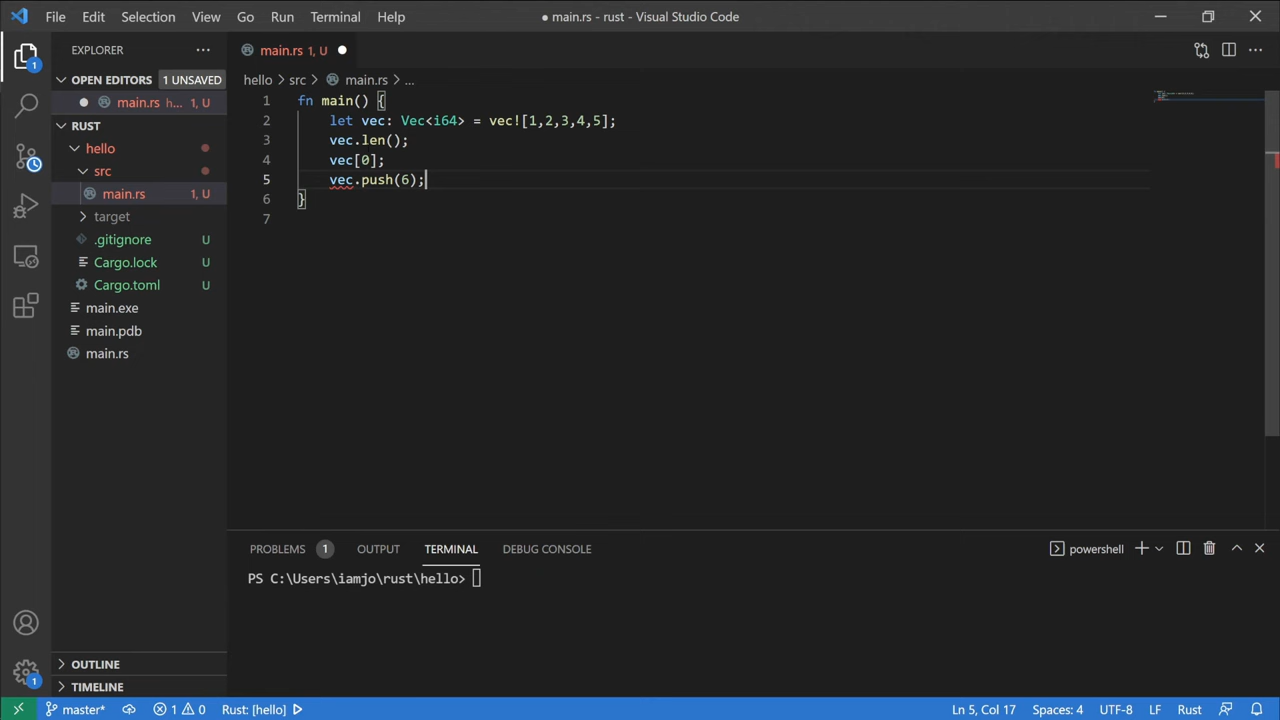 File Edit Selection View Go Run Terminal Help ● main.rs - rust - Visual Studio Code
EXPLORER ...
main.rs 1, U
OPEN EDITORS 1 UNSAVED
hello > src > main.rs > ...
main.rs h... 1, U
RUST
hello
src
main.rs 1, U
target
.gitignore U
Cargo.lock U
Cargo.toml U
main.exe
main.pdb
main.rs
1 fn main() {
2 let vec: Vec<i64> = vec![1,2,3,4,5];
3 vec.len();
4 vec[0];
5 vec.push(6);
6 }
7
1
PROBLEMS 1 OUTPUT TERMINAL DEBUG CONSOLE
powershell
PS C:\Users\iamjo\rust\hello>
OUTLINE
1
TIMELINE
master* 1 0 Rust: [hello] Ln 5, Col 17 Spaces: 4 UTF-8 LF Rust